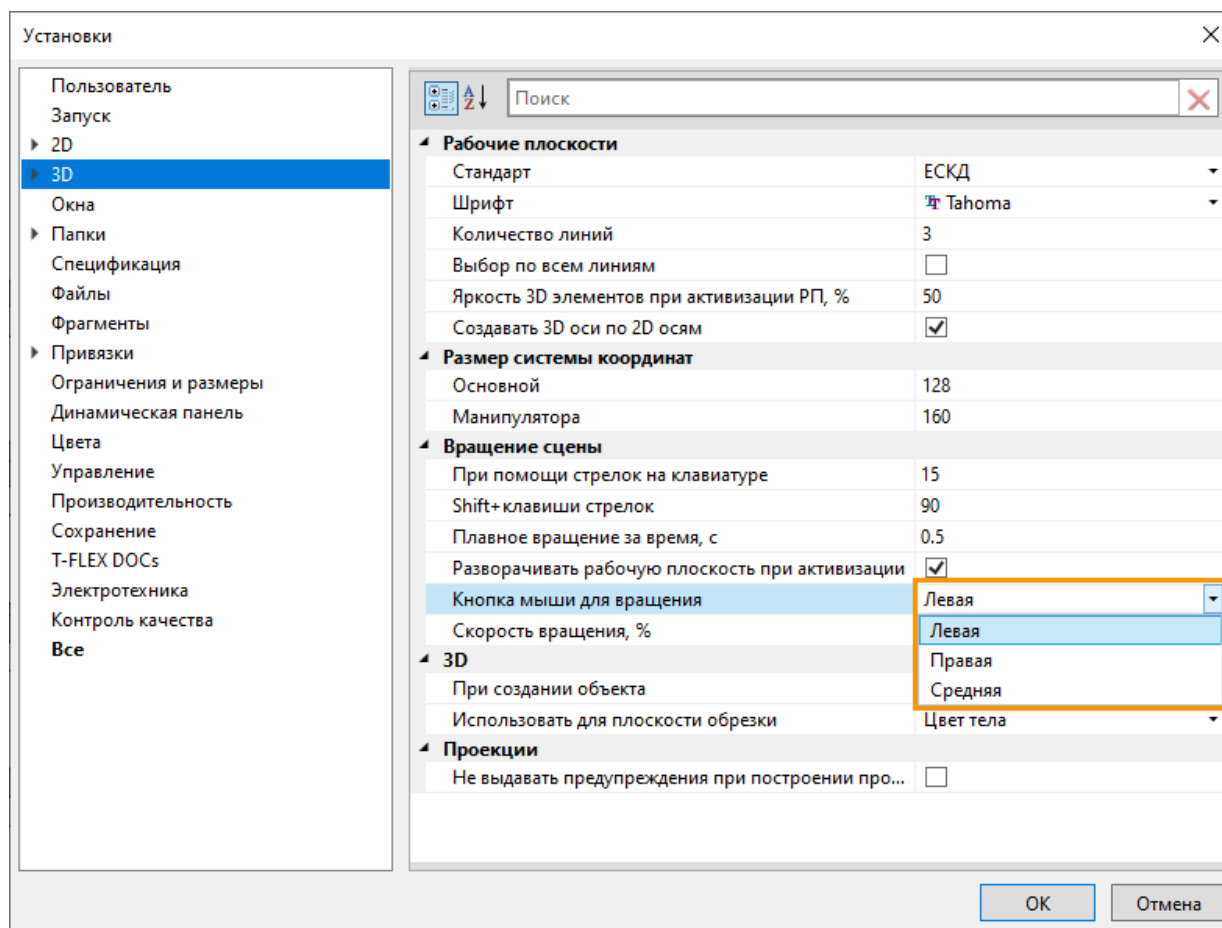 Установки
Пользователь
Запуск
2D
3D
Окна
Папки
Спецификация
Файлы
Фрагменты
Привязки
Ограничения и размеры
Динамическая панель
Цвета
Управление
Производительность
Сохранение
T-FLEX DOCs
Электротехника
Контроль качества
Все
Поиск
Рабочие плоскости
Стандарт ЕСКД
Шрифт Tahoma
Количество линий 3
Выбор по всем линиям
Яркость 3D элементов при активизации РП, % 50
Создавать 3D оси по 2D осям
Размер системы координат
Основной 128
Манипулятора 160
Вращение сцены
При помощи стрелок на клавиатуре 15
Shift+клавиши стрелок 90
Плавное вращение за время, с 0.5
Разворачивать рабочую плоскость при активизации
Кнопка мыши для вращения Левая
Скорость вращения, % Левая
3D Правая
При создании объекта Средняя
Использовать для плоскости обрезки Цвет тела
Проекции
Не выдавать предупреждения при построении про...
OK Отмена